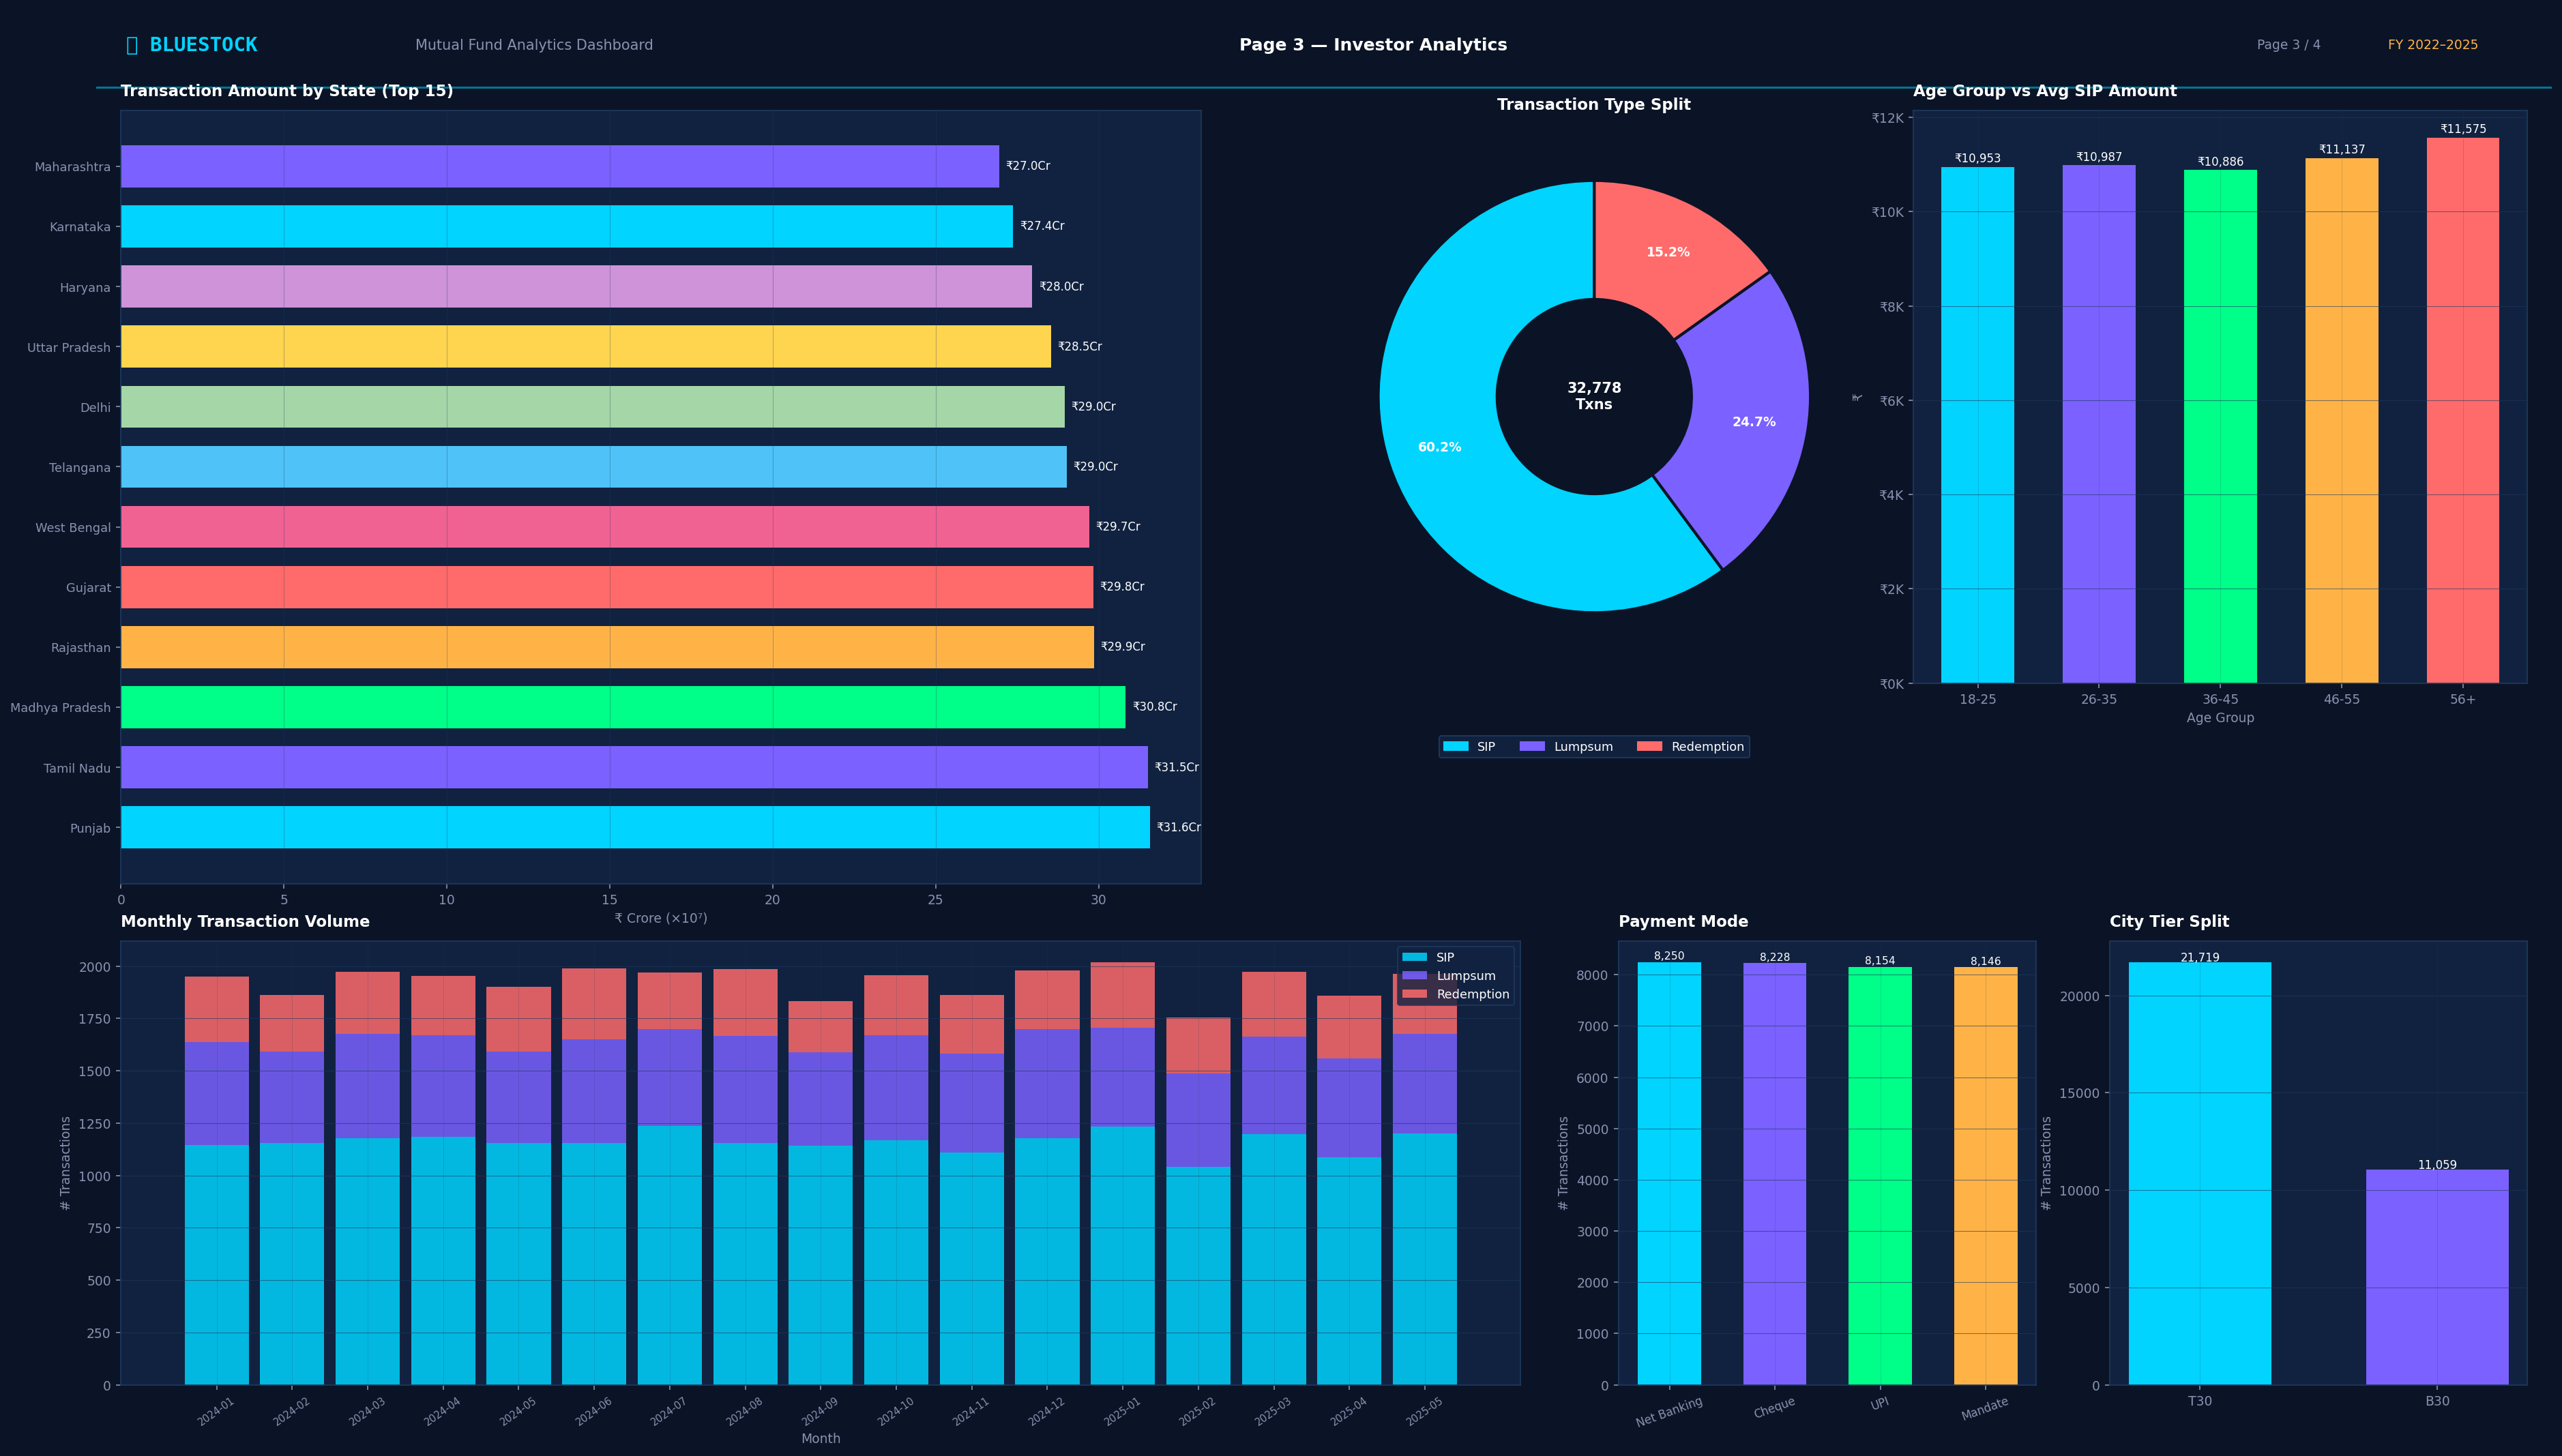 BLUESTOCK
Mutual Fund Analytics Dashboard
Page 3 — Investor Analytics
Page 3 / 4
FY 2022–2025
Transaction Amount by State (Top 15)
Maharashtra ₹27.0Cr
Karnataka ₹27.4Cr
Haryana ₹28.0Cr
Uttar Pradesh ₹28.5Cr
Delhi ₹29.0Cr
Telangana ₹29.0Cr
West Bengal ₹29.7Cr
Gujarat ₹29.8Cr
Rajasthan ₹29.9Cr
Madhya Pradesh ₹30.8Cr
Tamil Nadu ₹31.5Cr
Punjab ₹31.6Cr
0 5 10 15 20 25 30
₹ Crore (×10⁷)
Transaction Type Split
15.2%
24.7%
60.2%
32,778
Txns
SIP Lumpsum Redemption
Age Group vs Avg SIP Amount
₹12K
₹10K
₹8K
₹6K
₹4K
₹2K
₹0K
₹
₹10,953 ₹10,987 ₹10,886 ₹11,137 ₹11,575
18-25 26-35 36-45 46-55 56+
Age Group
Monthly Transaction Volume
# Transactions
2000
1750
1500
1250
1000
750
500
250
0
SIP
Lumpsum
Redemption
2024-01 2024-02 2024-03 2024-04 2024-05 2024-06 2024-07 2024-08 2024-09 2024-10 2024-11 2024-12 2025-01 2025-02 2025-03 2025-04 2025-05
Month
Payment Mode
# Transactions
8000
7000
6000
5000
4000
3000
2000
1000
0
8,250 8,228 8,154 8,146
Net Banking Cheque UPI Mandate
City Tier Split
# Transactions
20000
15000
10000
5000
0
21,719
11,059
T30 B30